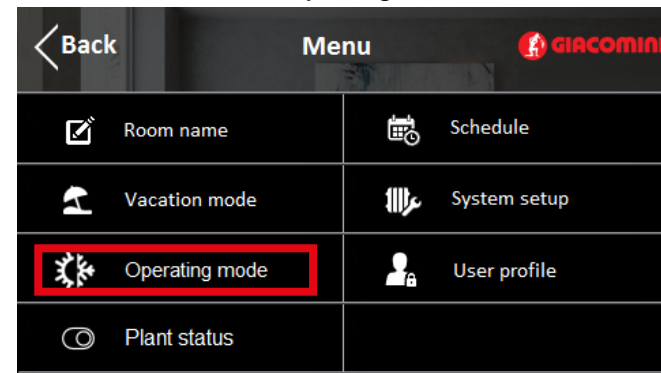 Back Menu GIACOMINI
Room name Schedule
Vacation mode System setup
Operating mode User profile
Plant status